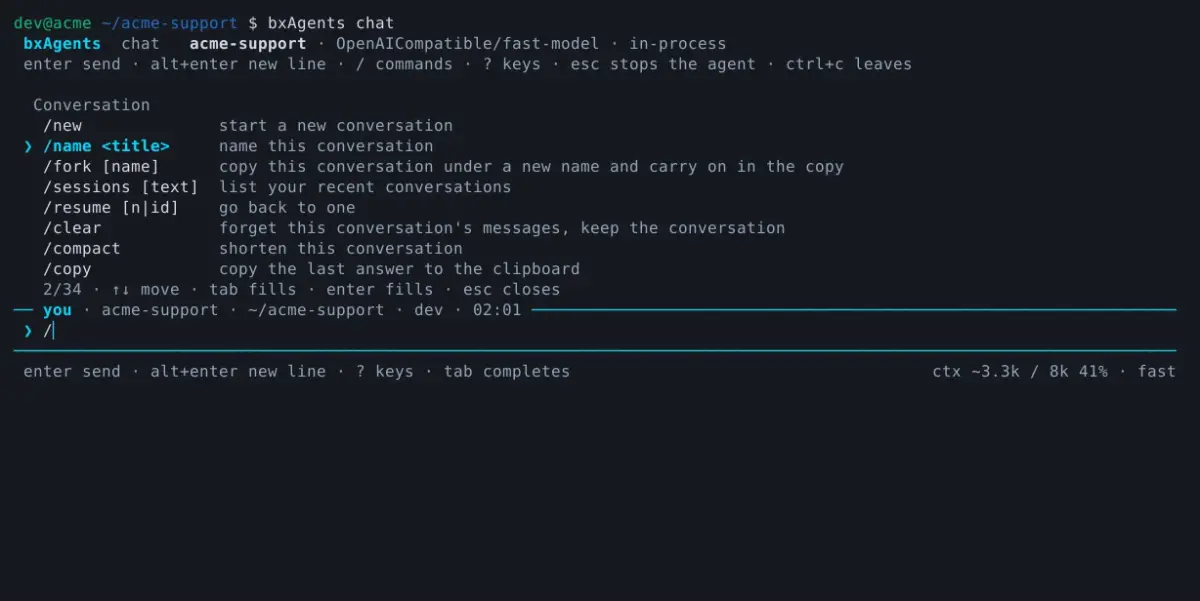 dev@acme ~/acme-support $ bxAgents chat
bxAgents chat acme-support · OpenAICompatible/fast-model · in-process
enter send · alt+enter new line · / commands · ? keys · esc stops the agent · ctrl+c leaves
Conversation
/new start a new conversation
❯ /name <title> name this conversation
/fork [name] copy this conversation under a new name and carry on in the copy
/sessions [text] list your recent conversations
/resume [n|id] go back to one
/clear forget this conversation's messages, keep the conversation
/compact shorten this conversation
/copy copy the last answer to the clipboard
2/34 · ↑↓ move · tab fills · enter fills · esc closes
you · acme-support · ~/acme-support · dev · 02:01
❯ /
enter send · alt+enter new line · ? keys · tab completes ctx ~3.3k / 8k 41% · fast